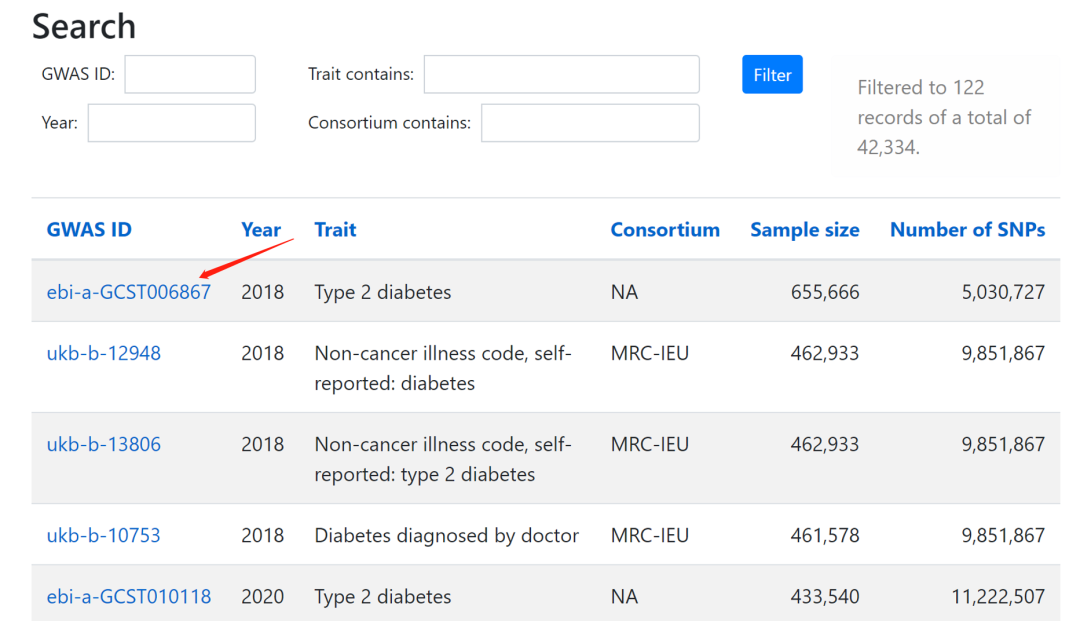 Search
GWAS ID:
Trait contains:
Filter
Year:
Consortium contains:
Filtered to 122
records of a total of
42,334.
GWAS ID Year Trait Consortium Sample size Number of SNPs
ebi-a-GCST006867 2018 Type 2 diabetes NA 655,666 5,030,727
ukb-b-12948 2018 Non-cancer illness code, self- MRC-IEU 462,933 9,851,867
reported: diabetes
ukb-b-13806 2018 Non-cancer illness code, self- MRC-IEU 462,933 9,851,867
reported: type 2 diabetes
ukb-b-10753 2018 Diabetes diagnosed by doctor MRC-IEU 461,578 9,851,867
ebi-a-GCST010118 2020 Type 2 diabetes NA 433,540 11,222,507